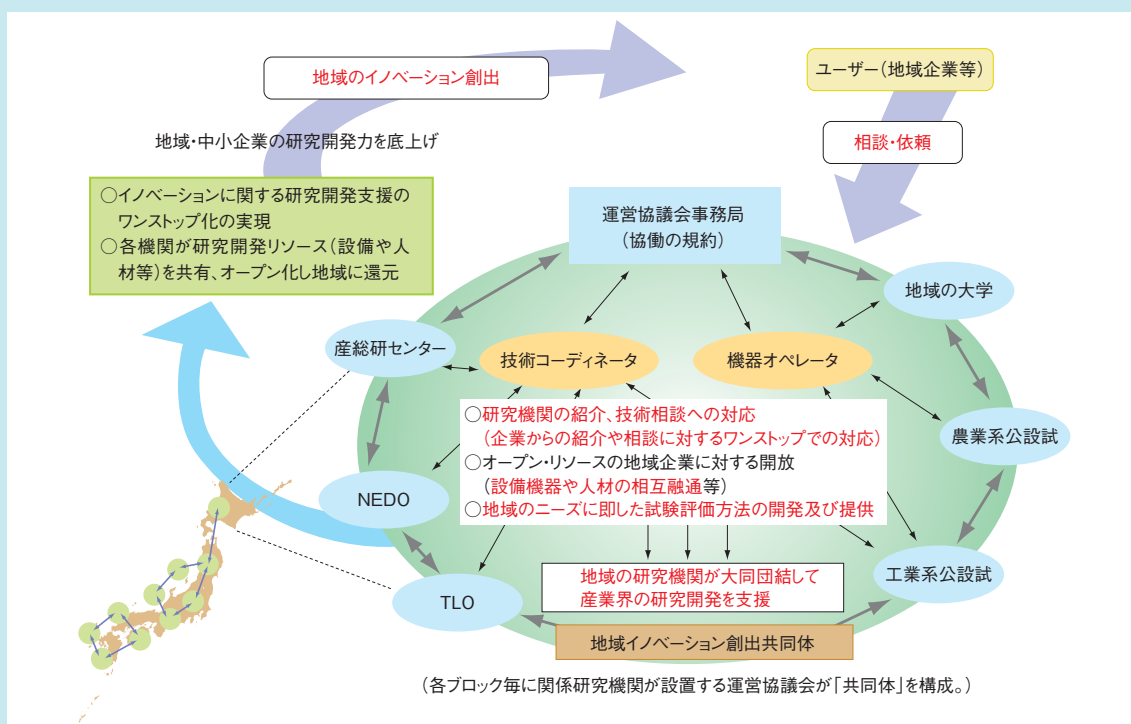 地域のイノベーション創出
ユーザー(地域企業等)
相談・依頼
地域・中小企業の研究開発力を底上げ
○イノベーションに関する研究開発支援の
ワンストップ化の実現
○各機関が研究開発リソース(設備や人
材等)を共有、オープン化し地域に還元
運営協議会事務局
(協働の規約)
地域の大学
産総研センター
技術コーディネータ
機器オペレータ
○研究機関の紹介、技術相談への対応
(企業からの紹介や相談に対するワンストップでの対応)
○オープン・リソースの地域企業に対する開放
(設備機器や人材の相互融通等)
○地域のニーズに即した試験評価方法の開発及び提供
農業系公設試
NEDO
工業系公設試
TLO
地域の研究機関が大同団結して
産業界の研究開発を支援
地域イノベーション創出共同体
(各ブロック毎に関係研究機関が設置する運営協議会が「共同体」を構成。)